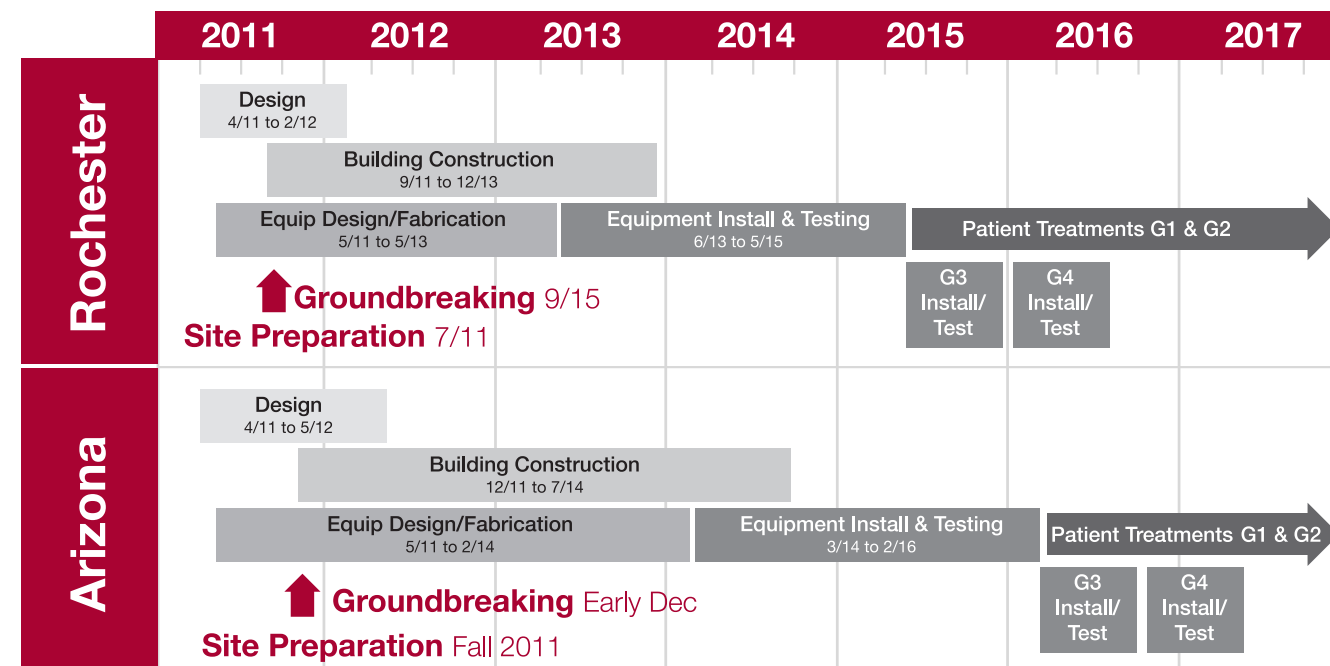 2011 2012 2013 2014 2015 2016 2017
Rochester
Design
4/11 to 2/12
Building Construction
9/11 to 12/13
Equip Design/Fabrication
5/11 to 5/13
Equipment Install & Testing
6/13 to 5/15
Patient Treatments G1 & G2
G3
Install/
Test
G4
Install/
Test
Groundbreaking 9/15
Site Preparation 7/11
Arizona
Design
4/11 to 5/12
Building Construction
12/11 to 7/14
Equip Design/Fabrication
5/11 to 2/14
Equipment Install & Testing
3/14 to 2/16
Patient Treatments G1 & G2
G3
Install/
Test
G4
Install/
Test
Groundbreaking Early Dec
Site Preparation Fall 2011